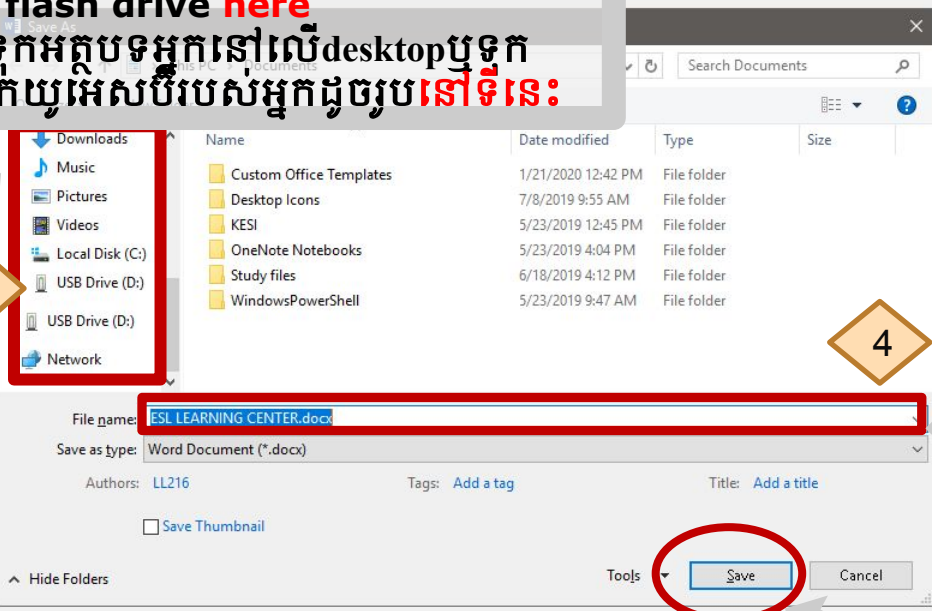 flash drive here
Save As
ទុកអត្ថបទអ្នកនៅលើdesktopឬទុក
This PC > Documents
Search Documents
ក់យូអេសប៊ីរបស់អ្នកដូចរូបនៅទីនេះ
Name Date modified Type Size
Downloads
Music
Pictures
Videos
Local Disk (C:)
USB Drive (D:)
USB Drive (D:)
Network
Custom Office Templates 1/21/2020 12:42 PM File folder
Desktop Icons 7/8/2019 9:55 AM File folder
KESI 5/23/2019 12:45 PM File folder
OneNote Notebooks 5/23/2019 4:04 PM File folder
Study files 6/18/2019 4:12 PM File folder
WindowsPowerShell 5/23/2019 9:47 AM File folder
4
File name: ESL LEARNING CENTER.docx
Save as type: Word Document (*.docx)
Authors: LL216 Tags: Add a tag Title: Add a title
Save Thumbnail
Hide Folders Tools Save Cancel